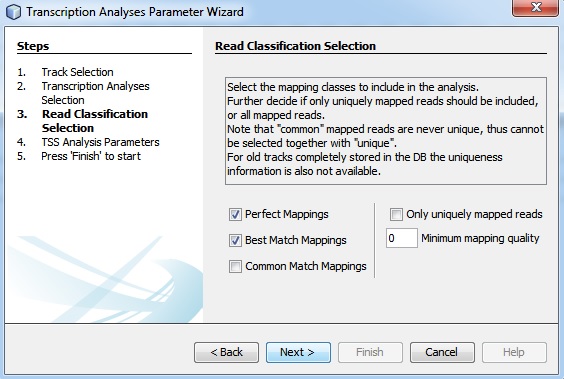 Transcription Analyses Parameter Wizard
Steps
1. Track Selection
2. Transcription Analyses
Selection
3. Read Classification
Selection
4. TSS Analysis Parameters
5. Press 'Finish' to start
Read Classification Selection
Select the mapping classes to include in the analysis.
Further decide if only uniquely mapped reads should be included,
or all mapped reads.
Note that "common" mapped reads are never unique, thus cannot
be selected together with "unique".
For old tracks completely stored in the DB the uniqueness
information is also not available.
Perfect Mappings
Best Match Mappings
Common Match Mappings
Only uniquely mapped reads
0 Minimum mapping quality
< Back Next > Finish Cancel Help